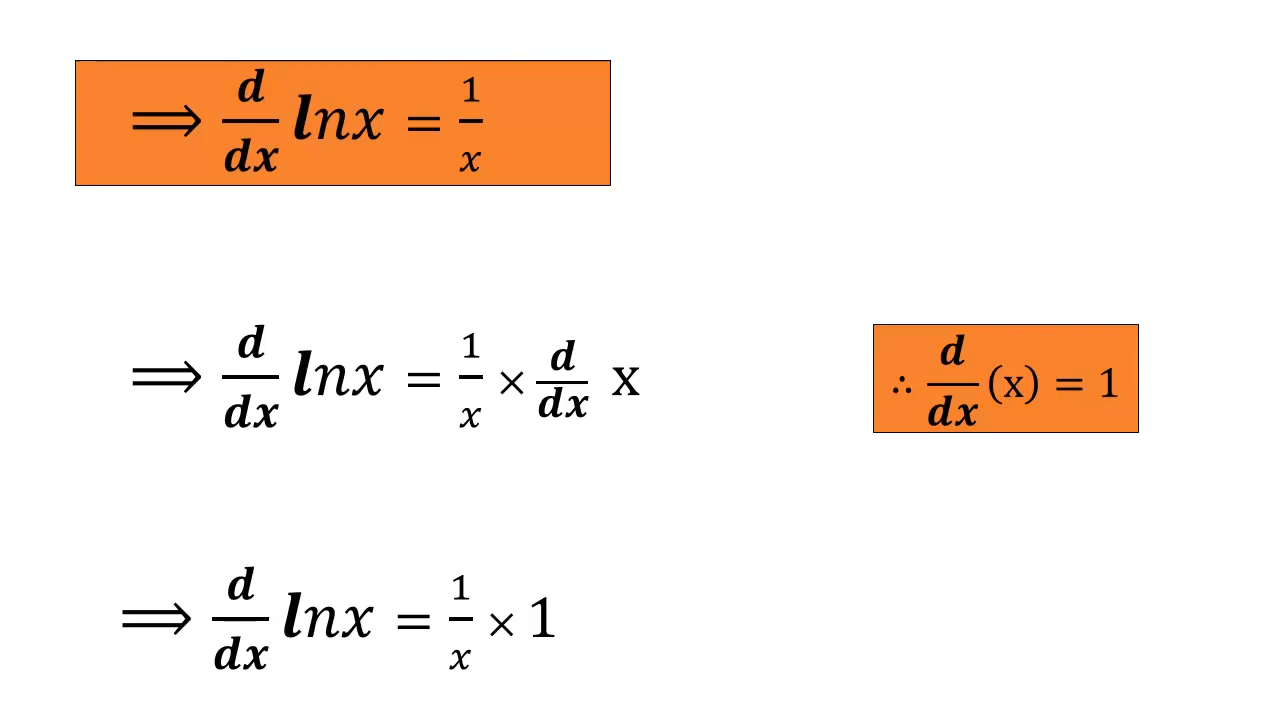 ⟹ d/dx lnx = 1/x
⟹ d/dx lnx = 1/x × d/dx x
∴ d/dx (x) = 1
⟹ d/dx lnx = 1/x × 1